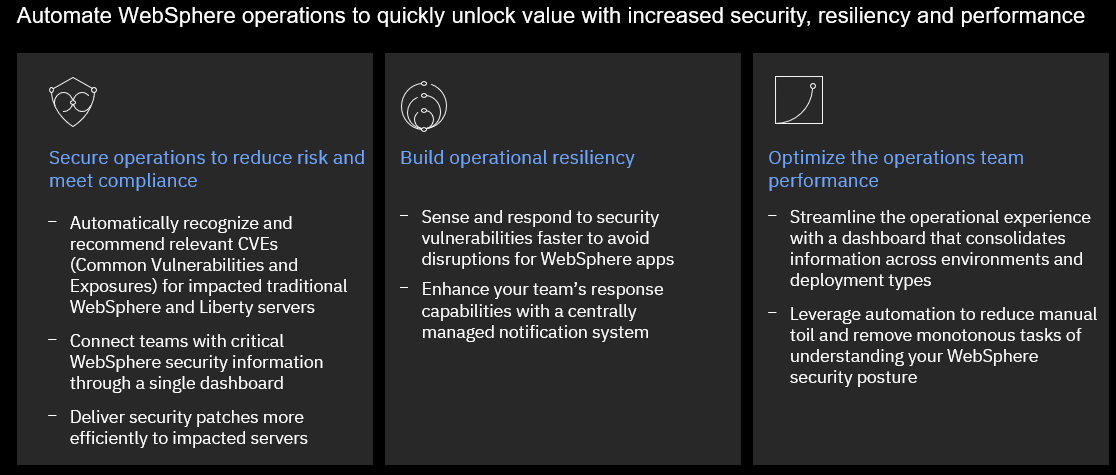 Automate WebSphere operations to quickly unlock value with increased security, resiliency and performance
Secure operations to reduce risk and
meet compliance
– Automatically recognize and
recommend relevant CVEs
(Common Vulnerabilities and
Exposures) for impacted traditional
WebSphere and Liberty servers
– Connect teams with critical
WebSphere security information
through a single dashboard
– Deliver security patches more
efficiently to impacted servers
Build operational resiliency
– Sense and respond to security
vulnerabilities faster to avoid
disruptions for WebSphere apps
– Enhance your team’s response
capabilities with a centrally
managed notification system
Optimize the operations team
performance
– Streamline the operational experience
with a dashboard that consolidates
information across environments and
deployment types
– Leverage automation to reduce manual
toil and remove monotonous tasks of
understanding your WebSphere
security posture